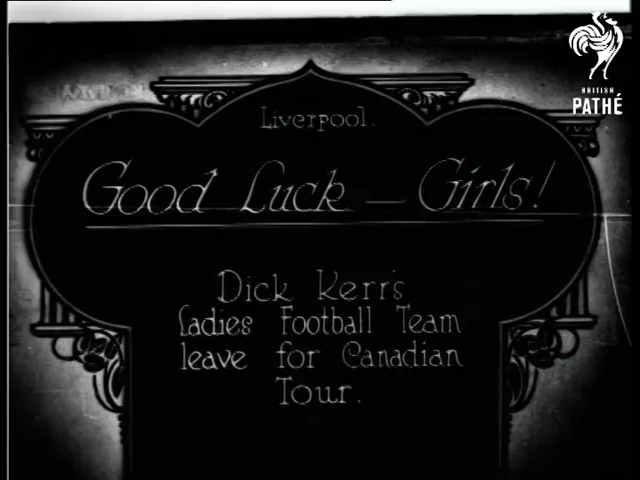 BRITISH
PATHÉ
Liverpool.
Good Luck – Girls!
Dick Kerr's
Ladies Football Team
leave for Canadian
Tour.